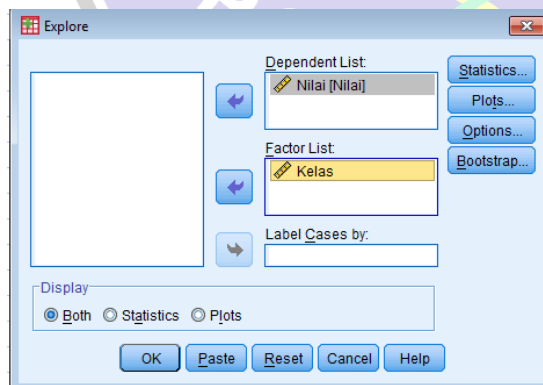 Explore
Dependent List:
Nilai [Nilai]
Factor List:
Kelas
Label Cases by:
Statistics...
Plots...
Options...
Bootstrap...
Display
Both Statistics Plots
OK Paste Reset Cancel Help